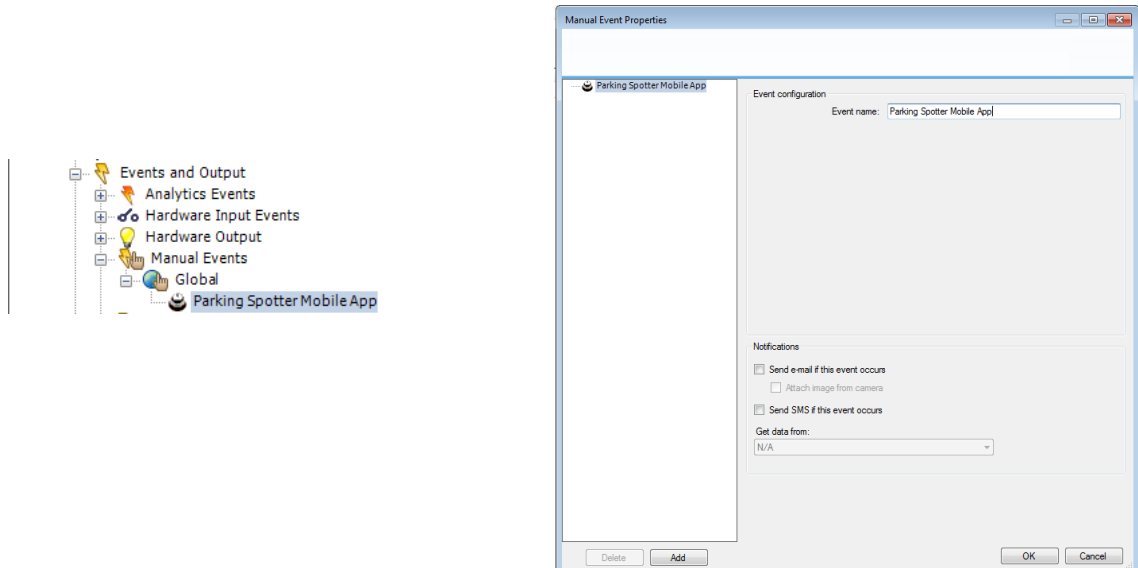 Events and Output
Analytics Events
Hardware Input Events
Hardware Output
Manual Events
Global
Parking Spotter Mobile App
Manual Event Properties
Parking Spotter Mobile App
Event configuration
Event name: Parking Spotter Mobile App
Notifications
Send e-mail if this event occurs
Attach image from camera
Send SMS if this event occurs
Get data from:
N/A
Delete Add OK Cancel